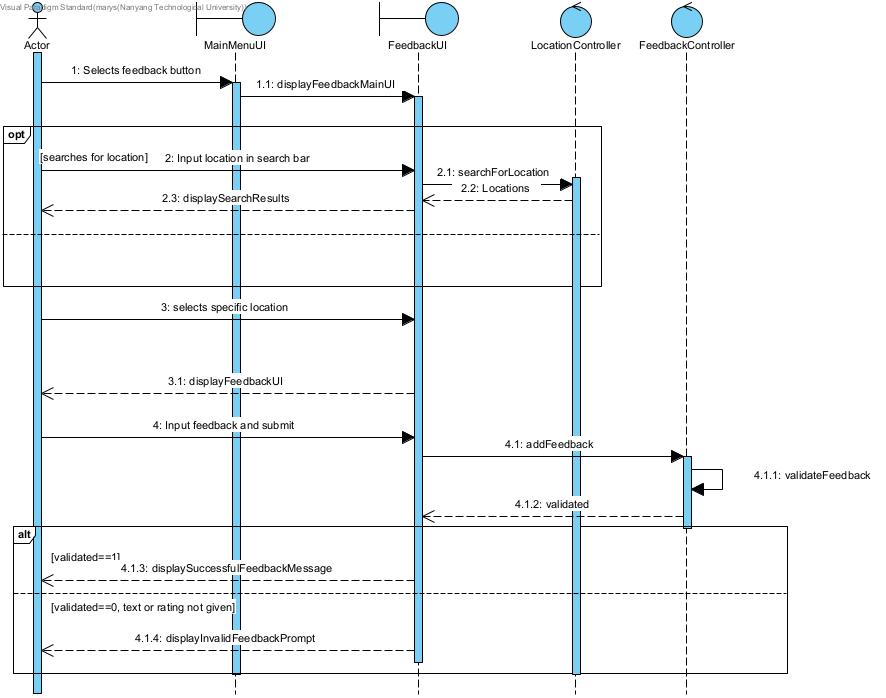 Visual Paradigm Standard(marys(Nanyang Technological University))
Actor
MainMenuUI
FeedbackUI
LocationController
FeedbackController
1: Selects feedback button
1.1: displayFeedbackMainUI
opt
[searches for location]
2: Input location in search bar
2.1: searchForLocation
2.2: Locations
2.3: displaySearchResults
3: selects specific location
3.1: displayFeedbackUI
4: Input feedback and submit
4.1: addFeedback
4.1.1: validateFeedback
4.1.2: validated
alt
[validated==1]
4.1.3: displaySuccessfulFeedbackMessage
[validated==0, text or rating not given]
4.1.4: displayInvalidFeedbackPrompt